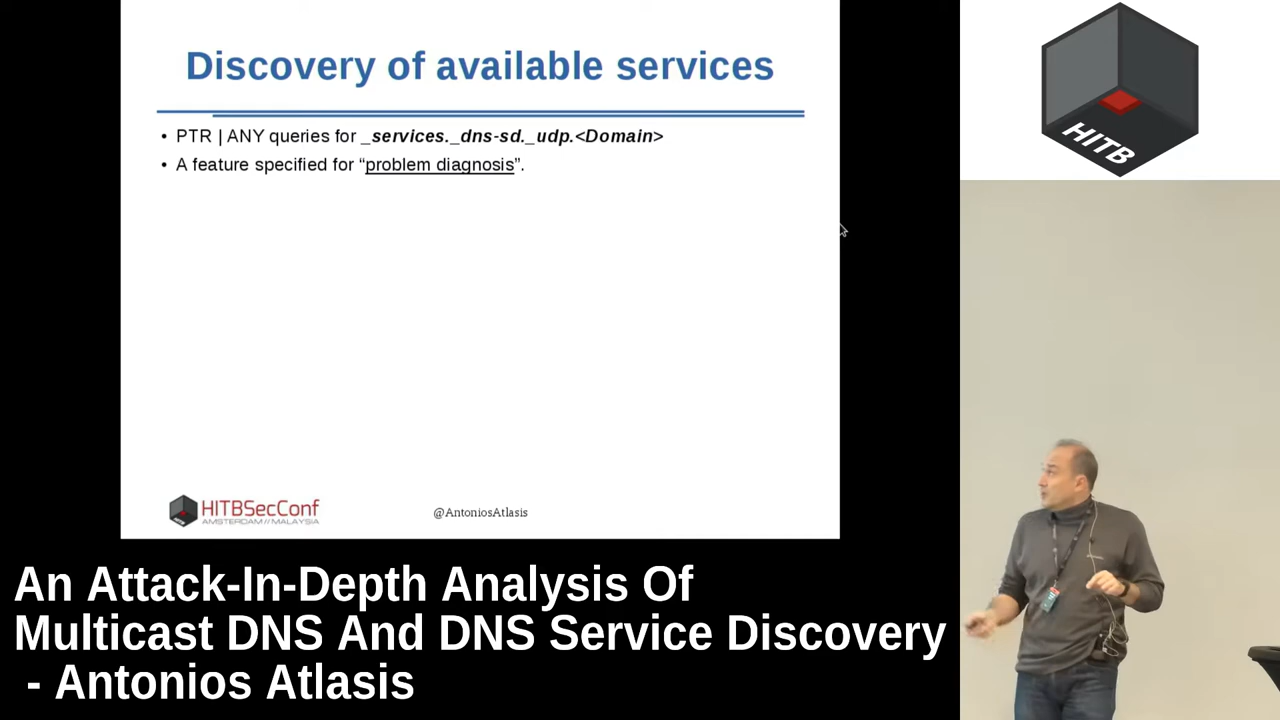 Discovery of available services
• PTR | ANY queries for _services._dns-sd._udp.<Domain>
• A feature specified for “problem diagnosis”.
HITB
HITBSecConf
AMSTERDAM // MALAYSIA
@AntoniosAtlasis
HITB
An Attack-In-Depth Analysis Of
Multicast DNS And DNS Service Discovery
- Antonios Atlasis